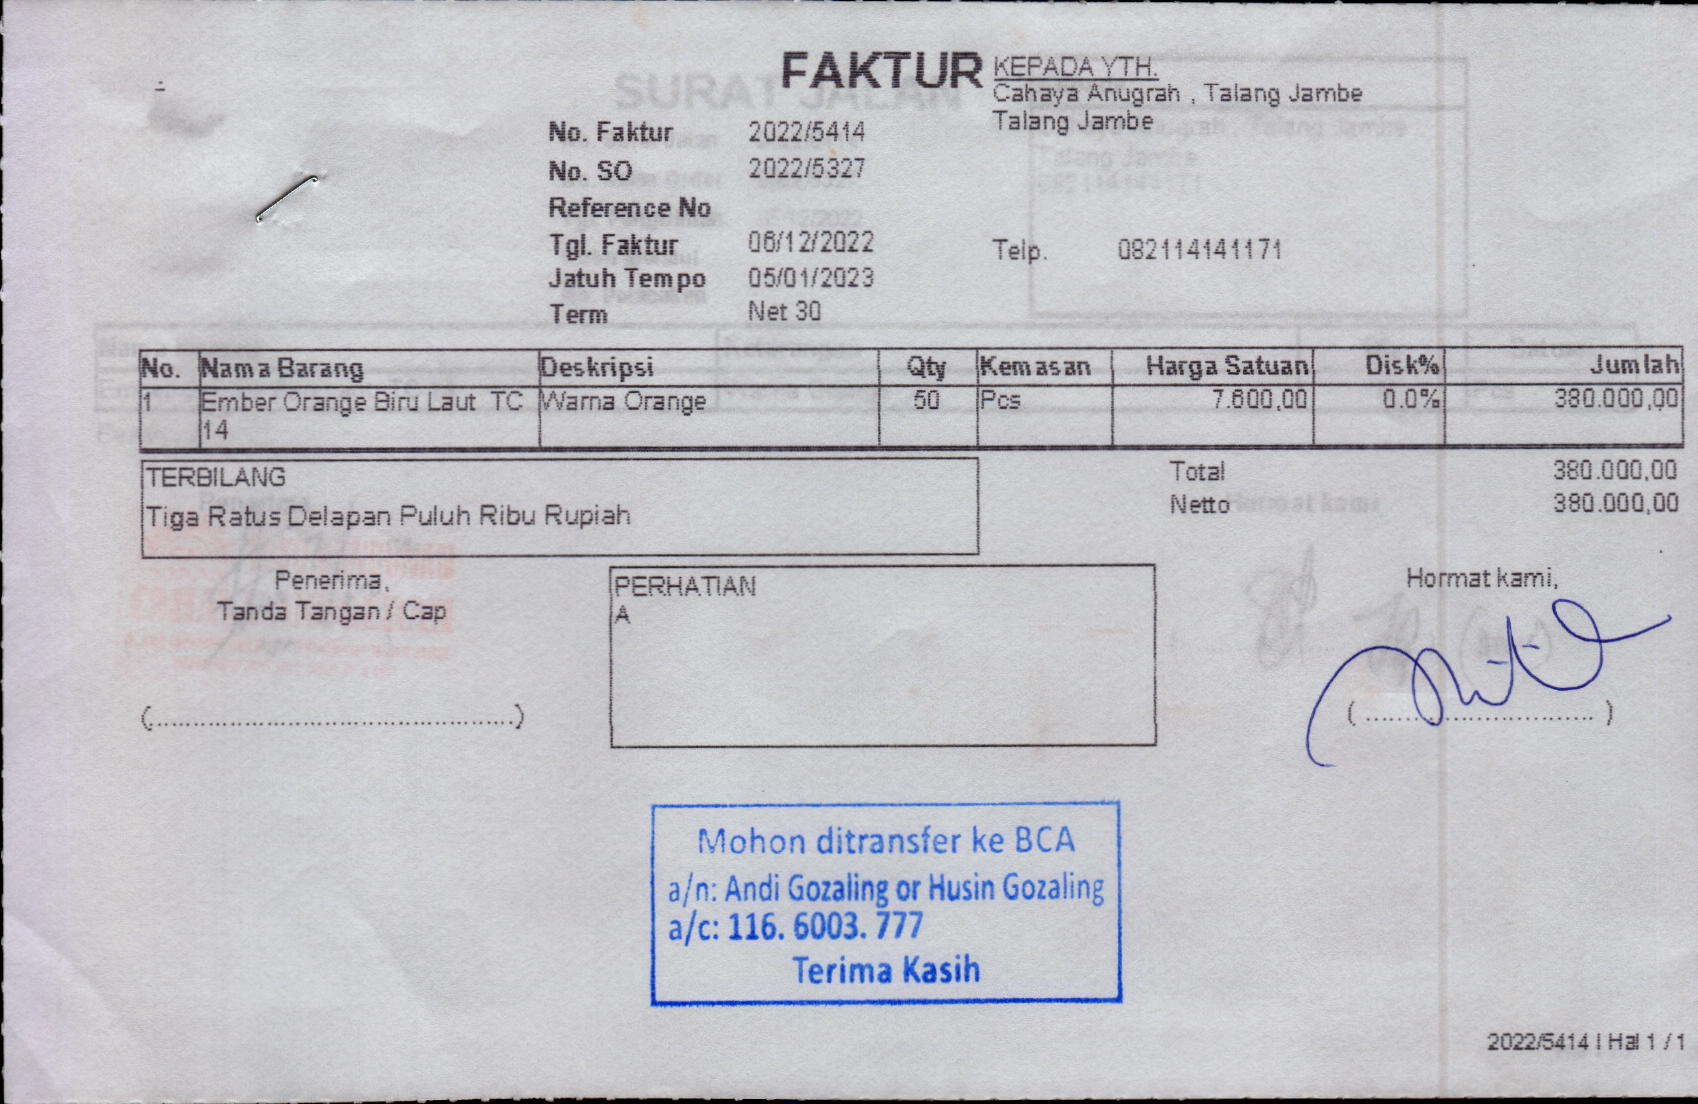 FAKTUR
KEPADA YTH.
Cahaya Anugrah , Talang Jambe
Talang Jambe
No. Faktur 2022/5414
No. SO 2022/5327
Reference No
Tgl. Faktur 06/12/2022
Telp. 082114141171
Jatuh Tempo 05/01/2023
Term Net 30
No. Nama Barang Deskripsi Qty Kemasan Harga Satuan Disk% Jumlah
1 Ember Orange Biru Laut TC Warna Orange 50 Pcs 7.600,00 0.0% 380.000,00
14
TERBILANG
Tiga Ratus Delapan Puluh Ribu Rupiah
Total 380.000,00
Netto 380.000,00
Penerima,
Tanda Tangan / Cap
(................................................)
PERHATIAN
A
Hormat kami,
( .............................. )
Mohon ditransfer ke BCA
a/n: Andi Gozaling or Husin Gozaling
a/c: 116. 6003. 777
Terima Kasih
2022/5414 | Hal 1 / 1
SURAT JALAN